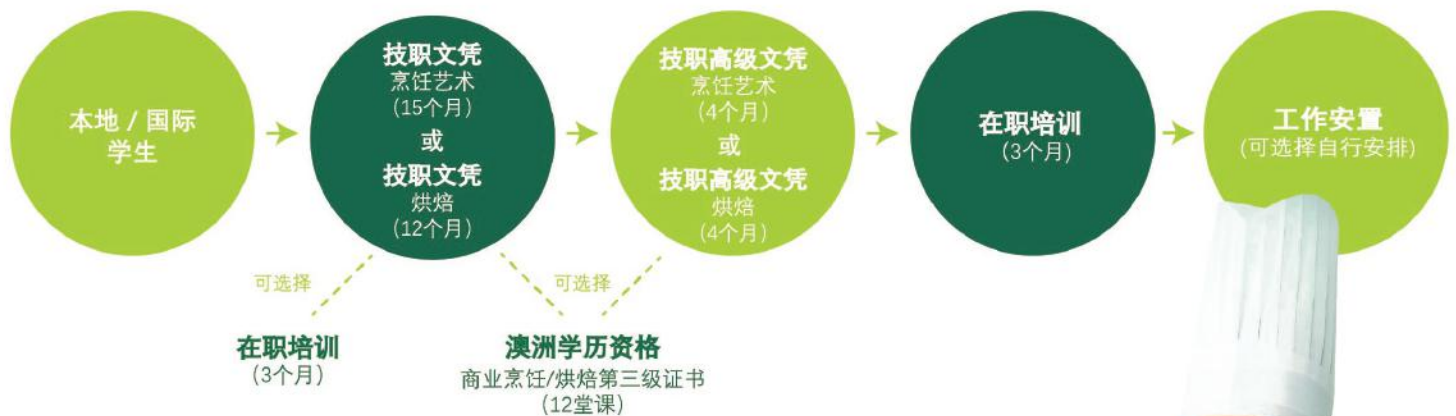 本地 / 国际
学生
技职文凭
烹饪艺术
(15个月)
或
技职文凭
烘焙
(12个月)
技职高级文凭
烹饪艺术
(4个月)
或
技职高级文凭
烘焙
(4个月)
在职培训
(3个月)
工作安置
(可选择自行安排)
可选择
在职培训
(3个月)
可选择
澳洲学历资格
商业烹饪/烘焙第三级证书
(12堂课)